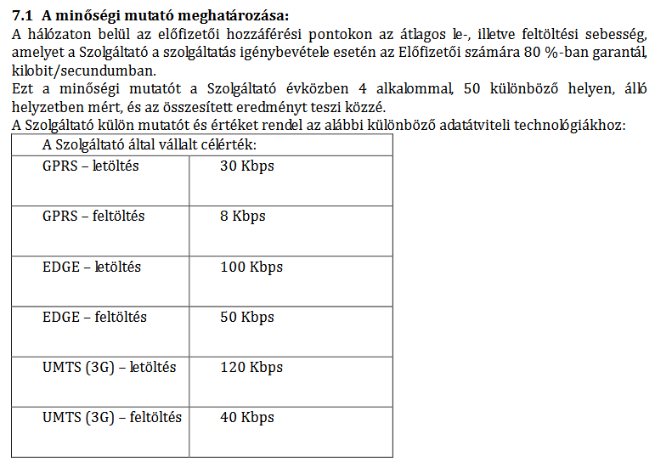 7.1 A minőségi mutató meghatározása:
A hálózaton belül az előfizetői hozzáférési pontokon az átlagos le-, illetve feltöltési sebesség,
amelyet a Szolgáltató a szolgáltatás igénybevétele esetén az Előfizetői számára 80 %-ban garantál,
kilobit/secundumban.
Ezt a minőségi mutatót a Szolgáltató évközben 4 alkalommal, 50 különböző helyen, álló
helyzetben mért, és az összesített eredményt teszi közzé.
A Szolgáltató külön mutatót és értéket rendel az alábbi különböző adatátviteli technológiákhoz:
A Szolgáltató által vállalt célérték:
GPRS – letöltés 30 Kbps
GPRS – feltöltés 8 Kbps
EDGE – letöltés 100 Kbps
EDGE – feltöltés 50 Kbps
UMTS (3G) – letöltés 120 Kbps
UMTS (3G) – feltöltés 40 Kbps